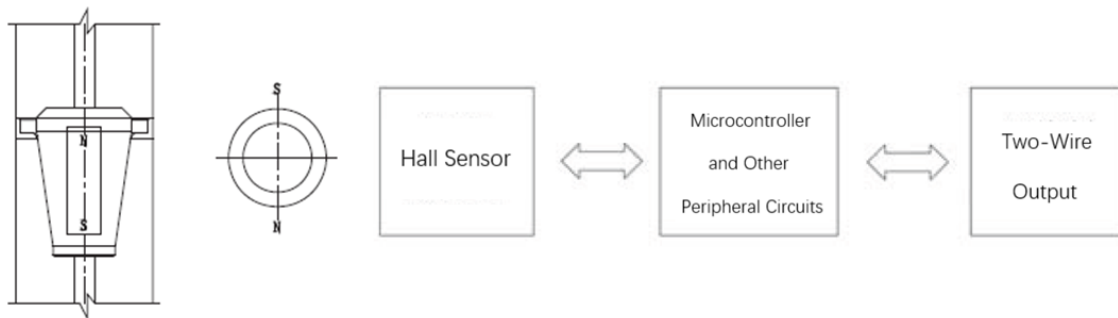 N
S
S
N
Hall Sensor
Microcontroller
and Other
Peripheral Circuits
Two-Wire
Output